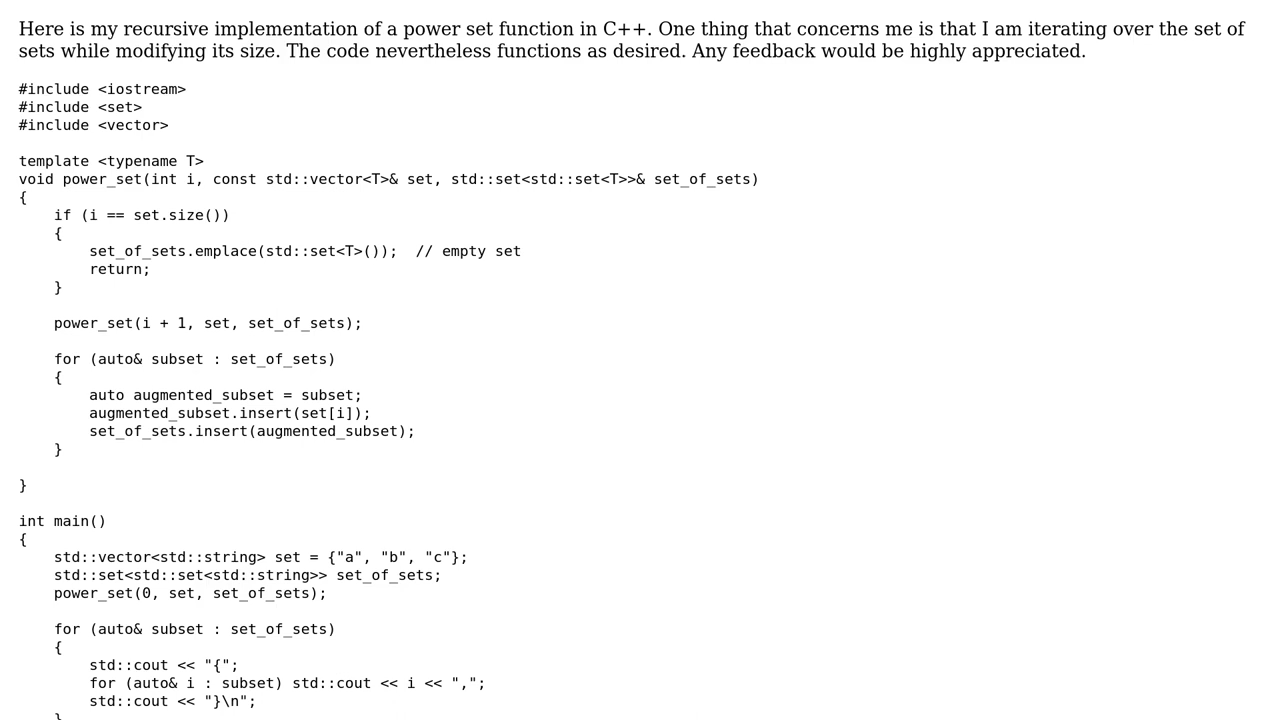 Here is my recursive implementation of a power set function in C++. One thing that concerns me is that I am iterating over the set of
sets while modifying its size. The code nevertheless functions as desired. Any feedback would be highly appreciated.
#include <iostream>
#include <set>
#include <vector>
template <typename T>
void power_set(int i, const std::vector<T>& set, std::set<std::set<T>>& set_of_sets)
{
    if (i == set.size())
    {
        set_of_sets.emplace(std::set<T>());  // empty set
        return;
    }
    power_set(i + 1, set, set_of_sets);
    for (auto& subset : set_of_sets)
    {
        auto augmented_subset = subset;
        augmented_subset.insert(set[i]);
        set_of_sets.insert(augmented_subset);
    }
}
int main()
{
    std::vector<std::string> set = {"a", "b", "c"};
    std::set<std::set<std::string>> set_of_sets;
    power_set(0, set, set_of_sets);
    for (auto& subset : set_of_sets)
    {
        std::cout << "{";
        for (auto& i : subset) std::cout << i << ",";
        std::cout << "}\n";
    }